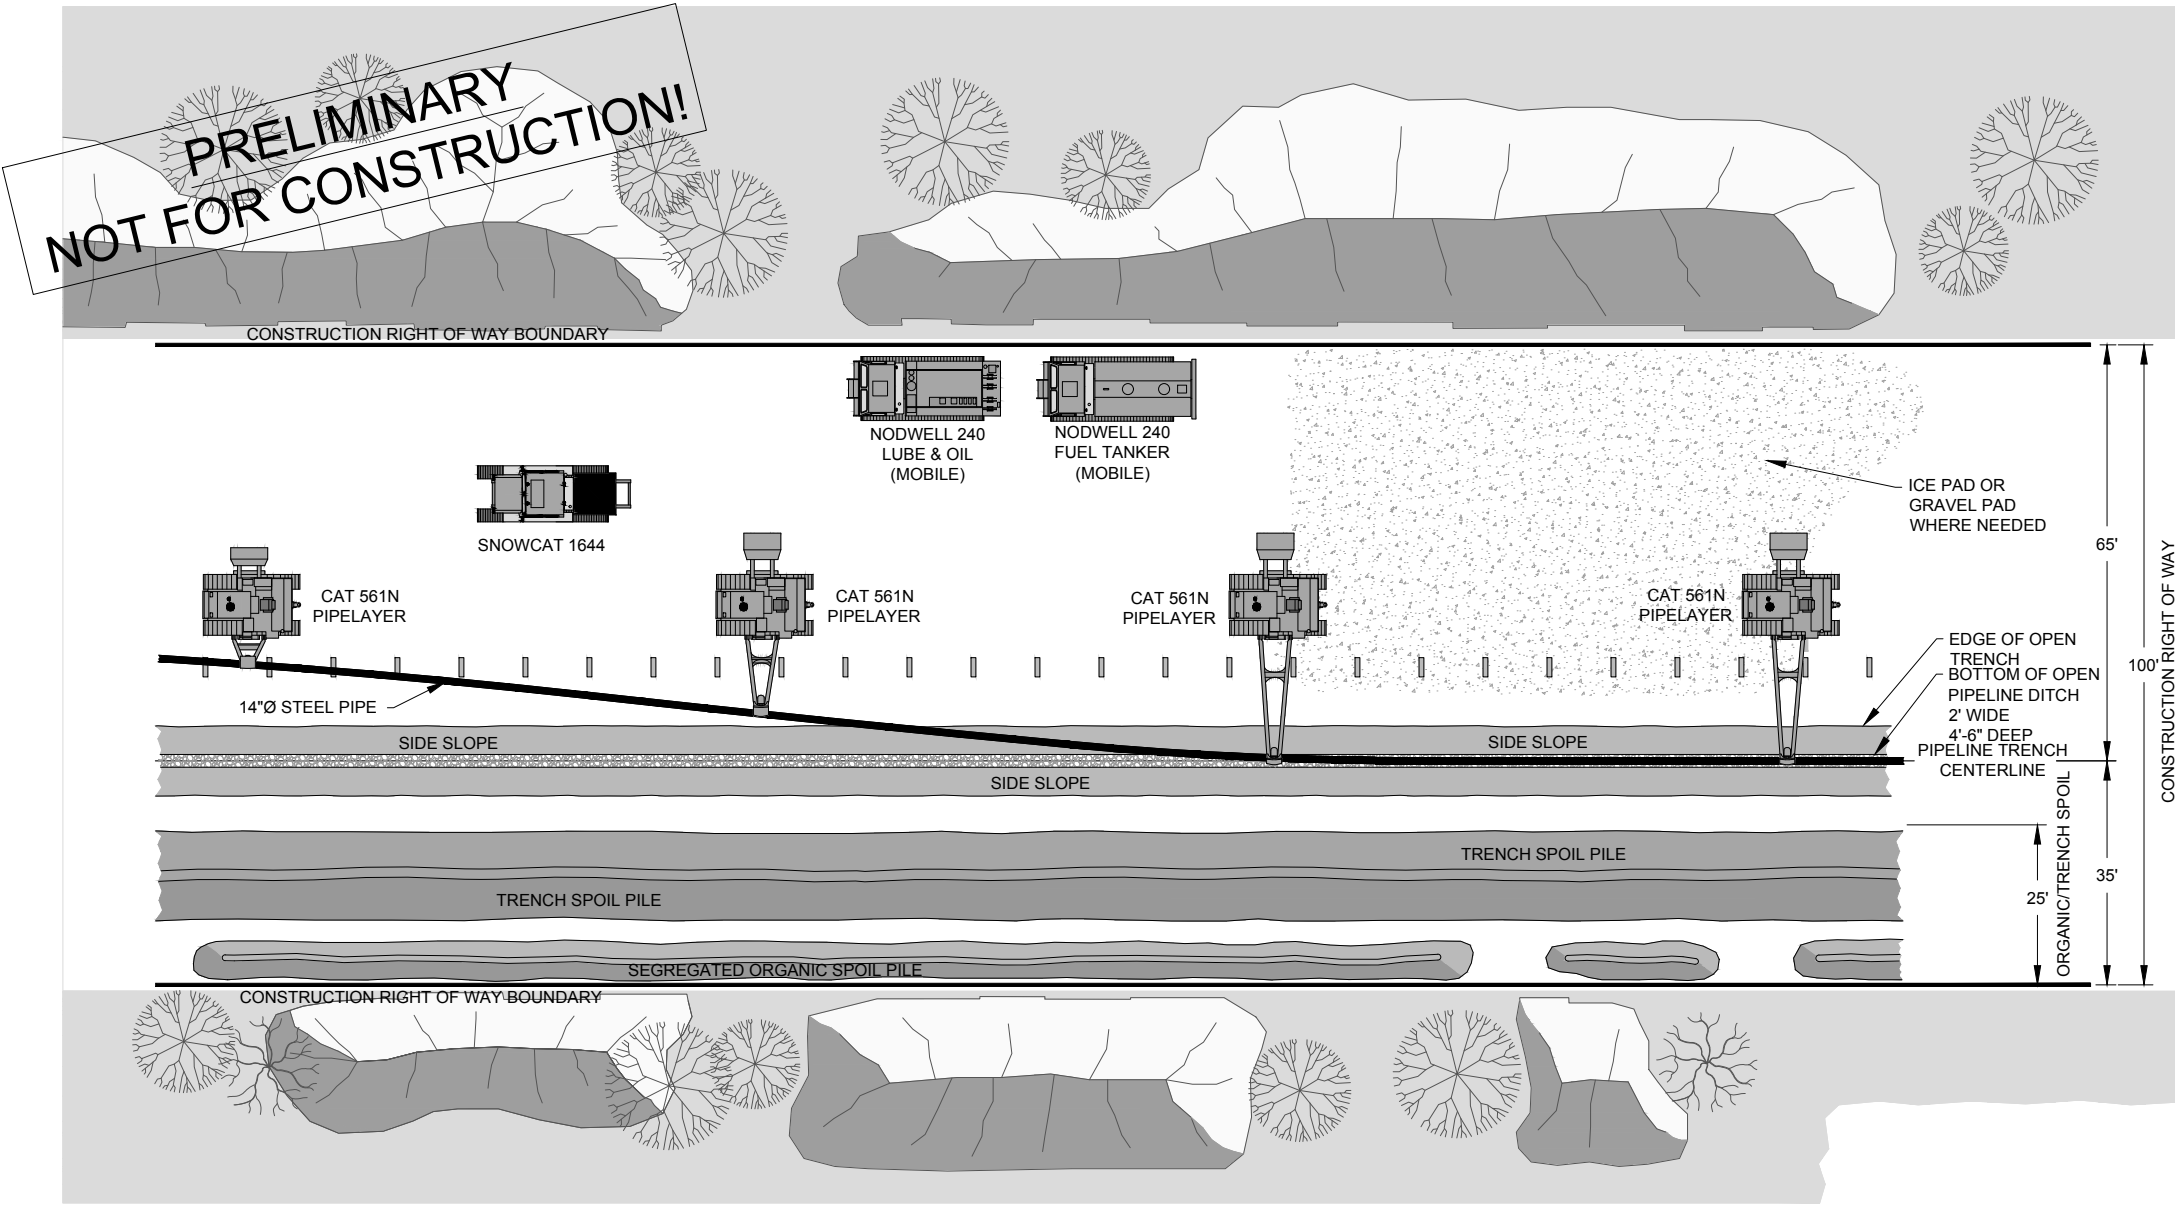 PRELIMINARY
NOT FOR CONSTRUCTION!
CONSTRUCTION RIGHT OF WAY BOUNDARY
NODWELL 240
LUBE & OIL
(MOBILE)
NODWELL 240
FUEL TANKER
(MOBILE)
SNOWCAT 1644
ICE PAD OR
GRAVEL PAD
WHERE NEEDED
CAT 561N
PIPELAYER
CAT 561N
PIPELAYER
CAT 561N
PIPELAYER
CAT 561N
PIPELAYER
65'
100'
CONSTRUCTION RIGHT OF WAY
EDGE OF OPEN
TRENCH
BOTTOM OF OPEN
PIPELINE DITCH
2' WIDE
4'-6" DEEP
PIPELINE TRENCH
CENTERLINE
14"Ø STEEL PIPE
SIDE SLOPE
SIDE SLOPE
SIDE SLOPE
TRENCH SPOIL PILE
TRENCH SPOIL PILE
35'
25'
ORGANIC/TRENCH SPOIL
SEGREGATED ORGANIC SPOIL PILE
CONSTRUCTION RIGHT OF WAY BOUNDARY